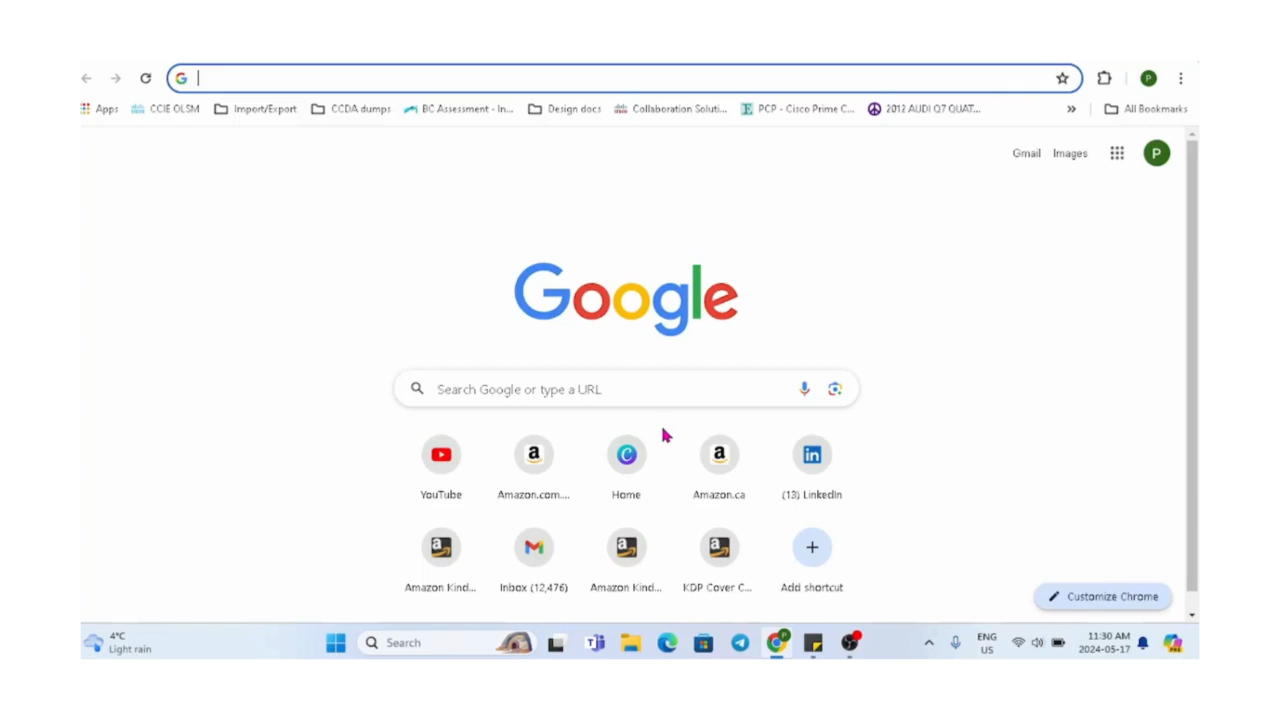 Apps CCIE OLSM Import/Export CCDA dumps BC Assessment - In... Design docs Collaboration Soluti... PCP - Cisco Prime C... 2012 AUDI Q7 QUAT... » All Bookmarks
Gmail Images P
Google
Search Google or type a URL
YouTube Amazon.com.... Home Amazon.ca (13) LinkedIn
Amazon Kind... Inbox (12,476) Amazon Kind... KDP Cover C... Add shortcut
Customize Chrome
4°C
Light rain
Search
ENG
US
11:30 AM
2024-05-17